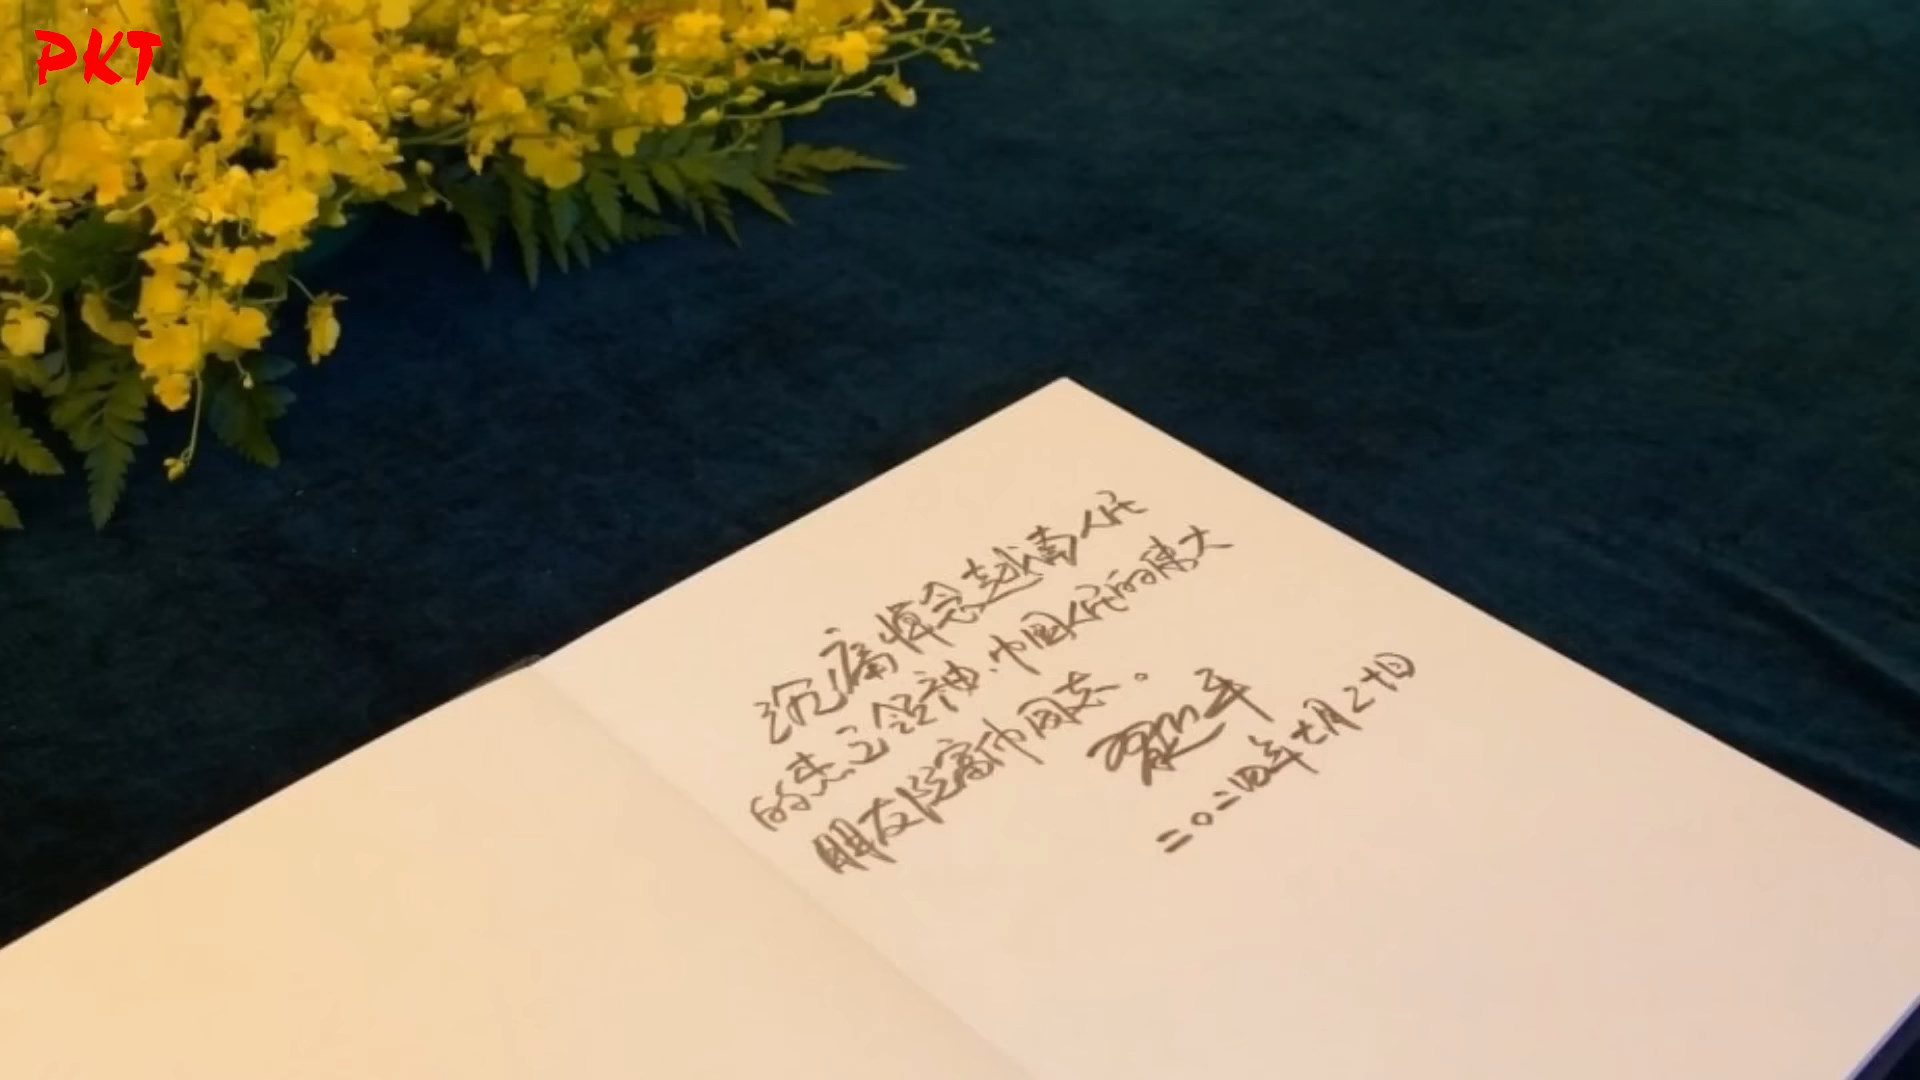 PKT
沉痛悼念越南人民
的杰出领袖、中国人民的伟大
朋友阮富仲同志。
习近平
二〇二四年七月二十日